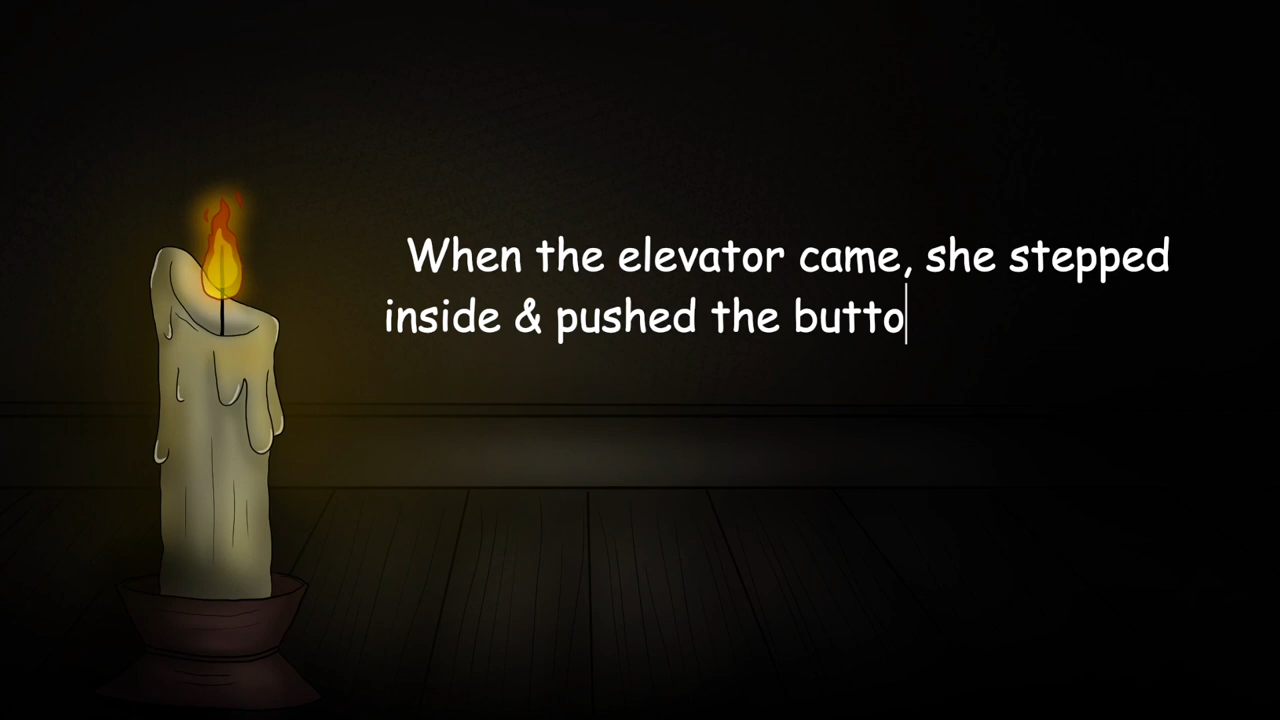 When the elevator came, she stepped
inside & pushed the butto